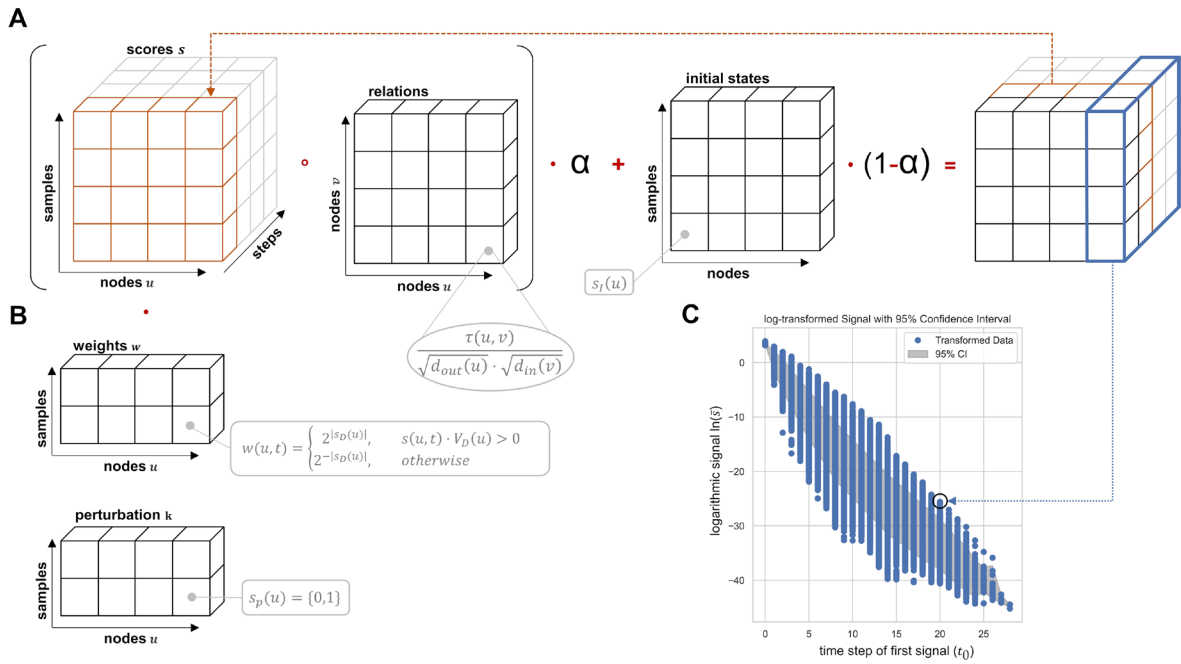 A
scores s
samples
nodes u
steps
∘
relations
nodes v
nodes u
· α +
initial states
samples
nodes
· (1-α) =
s_I(u)
τ(u, v)
√d_out(u) · √d_in(v)
B
·
weights w
samples
nodes u
w(u, t) = { 2^|s_D(u)|, s(u, t) · V_D(u) > 0
2^-|s_D(u)|, otherwise
perturbation k
samples
nodes u
s_p(u) = {0,1}
C
log-transformed Signal with 95% Confidence Interval
Transformed Data
95% CI
logarithmic signal ln(s̄)
0
−10
−20
−30
−40
0 5 10 15 20 25
time step of first signal (t_0)